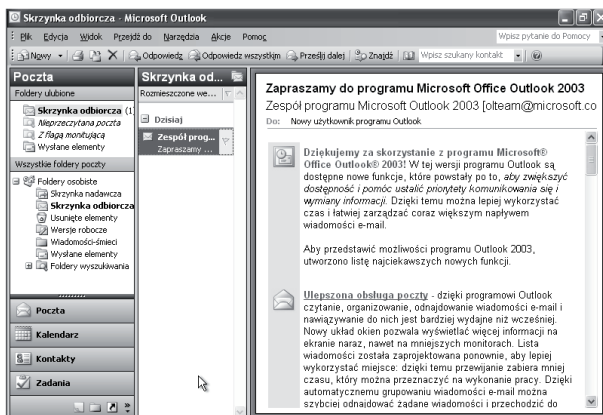 Skrzynka odbiorcza - Microsoft Outlook
Plik Edycja Widok Przejdź do Narzędzia Akcje Pomoc
Wpisz pytanie do Pomocy
Nowy Odpowiedz Odpowiedz wszystkim Prześlij dalej Znajdź Wpisz szukany kontakt
Poczta
Foldery ulubione
Skrzynka odbiorcza (1)
Nieprzeczytana poczta
Z flagą monitującą
Wysłane elementy
Wszystkie foldery poczty
Foldery osobiste
Skrzynka nadawcza
Skrzynka odbiorcza
Usunięte elementy
Wersje robocze
Wiadomości-śmieci
Wysłane elementy
Foldery wyszukiwania
Poczta
Kalendarz
Kontakty
Zadania
Skrzynka od...
Rozmieszczone we...
Dzisiaj
Zespół prog...
Zapraszamy ...
Zapraszamy do programu Microsoft Office Outlook 2003
Zespół programu Microsoft Outlook 2003 [olteam@microsoft.co
Do: Nowy użytkownik programu Outlook
Dziękujemy za skorzystanie z programu Microsoft®
Office Outlook® 2003! W tej wersji programu Outlook są
dostępne nowe funkcje, które powstały po to, aby zwiększyć
dostępność i pomóc ustalić priorytety komunikowania się i
wymiany informacji. Dzięki temu można lepiej wykorzystać
czas i łatwiej zarządzać coraz większym napływem
wiadomości e-mail.
Aby przedstawić możliwości programu Outlook 2003,
utworzono listę najciekawszych nowych funkcji.
Ulepszona obsługa poczty - dzięki programowi Outlook
czytanie, organizowanie, odnajdowanie wiadomości e-mail i
nawiązywanie do nich jest bardziej wydajne niż wcześniej.
Nowy układ okien pozwala wyświetlać więcej informacji na
ekranie naraz, nawet na mniejszych monitorach. Lista
wiadomości została zaprojektowana ponownie, aby lepiej
wykorzystać miejsce: dzięki temu przewijanie zabiera mniej
czasu, który można przeznaczyć na wykonanie pracy. Dzięki
automatycznemu grupowaniu wiadomości e-mail można
szybciej odnajdować żądane wiadomości i przechodzić do